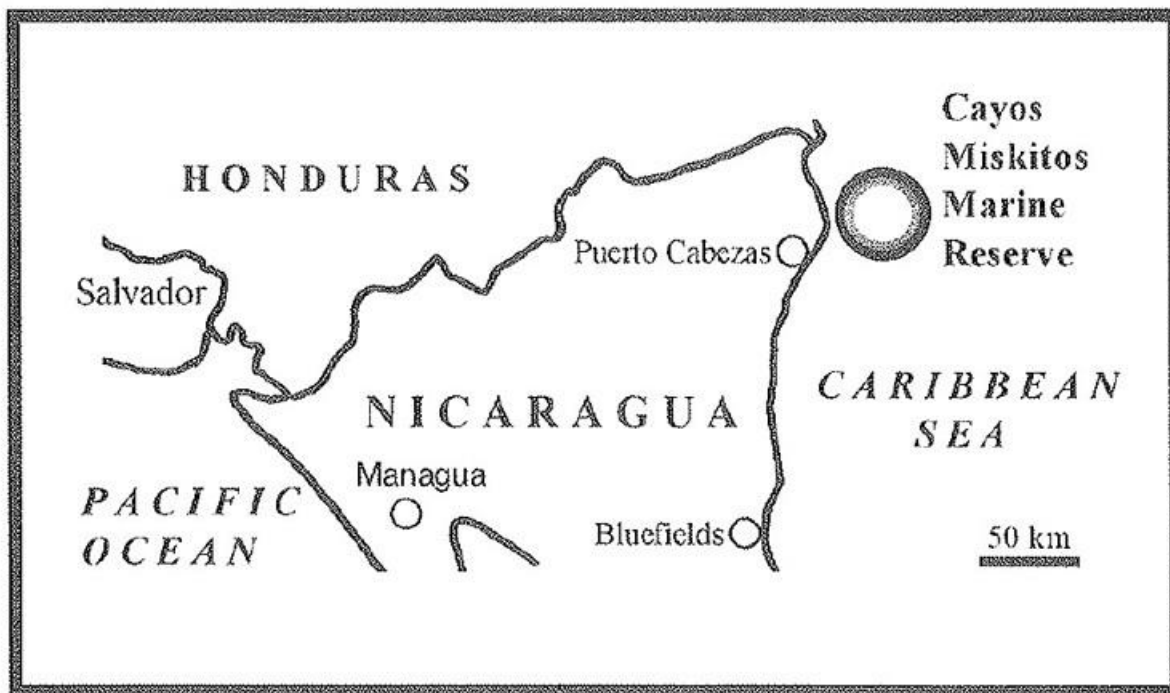 Cayos
Miskitos
Marine
Reserve
HONDURAS
Puerto Cabezas
Salvador
CARIBBEAN
SEA
NICARAGUA
Managua
PACIFIC
OCEAN
Bluefields
50 km